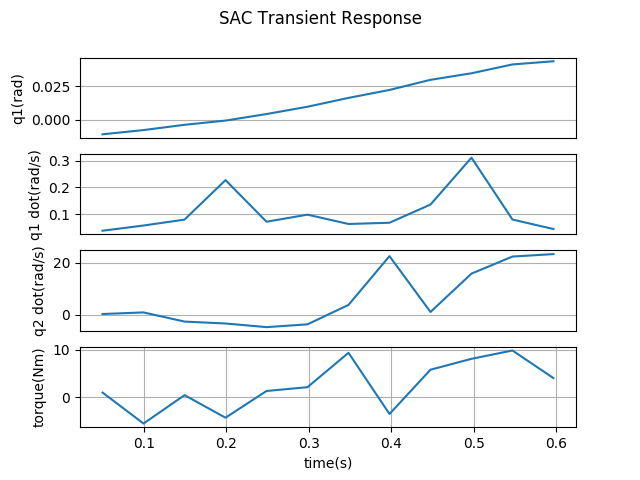 SAC Transient Response
q1(rad)
0.025
0.000
q1 dot(rad/s)
0.3
0.2
0.1
q2 dot(rad/s)
20
0
torque(Nm)
10
0
0.1 0.2 0.3 0.4 0.5 0.6
time(s)